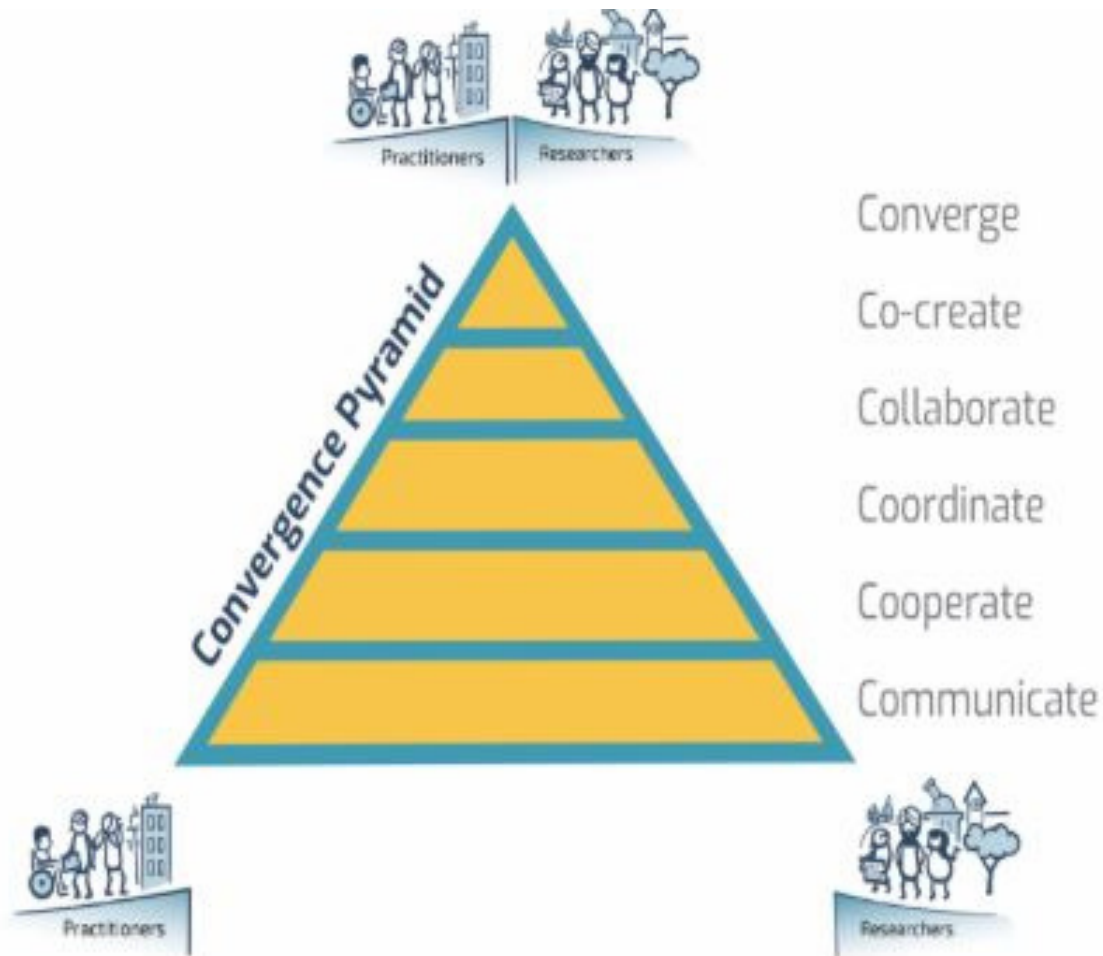 Practitioners
Researchers
Converge
Co-create
Collaborate
Coordinate
Cooperate
Communicate
Convergence Pyramid
Practitioners
Researchers